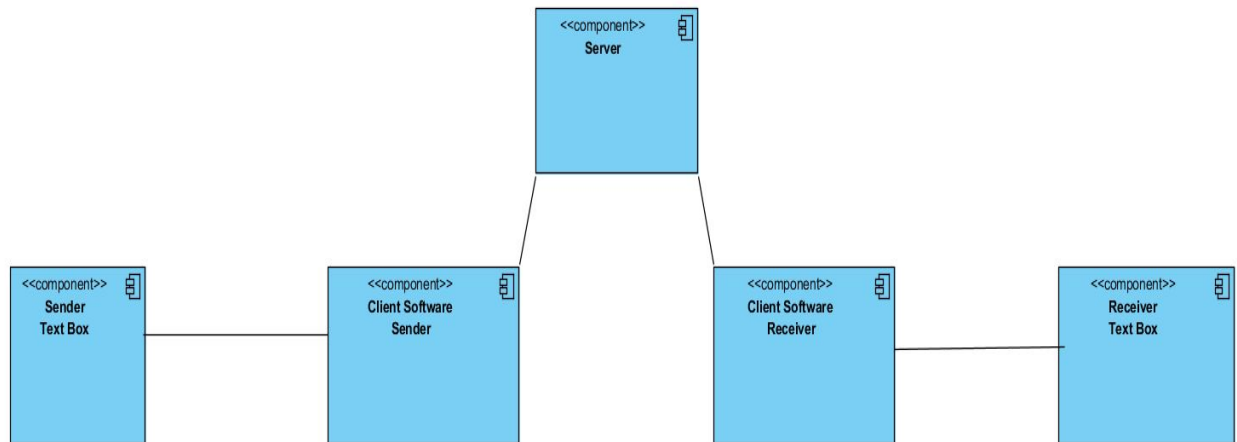 <<component>>
Server
<<component>>
Sender
Text Box
<<component>>
Client Software
Sender
<<component>>
Client Software
Receiver
<<component>>
Receiver
Text Box